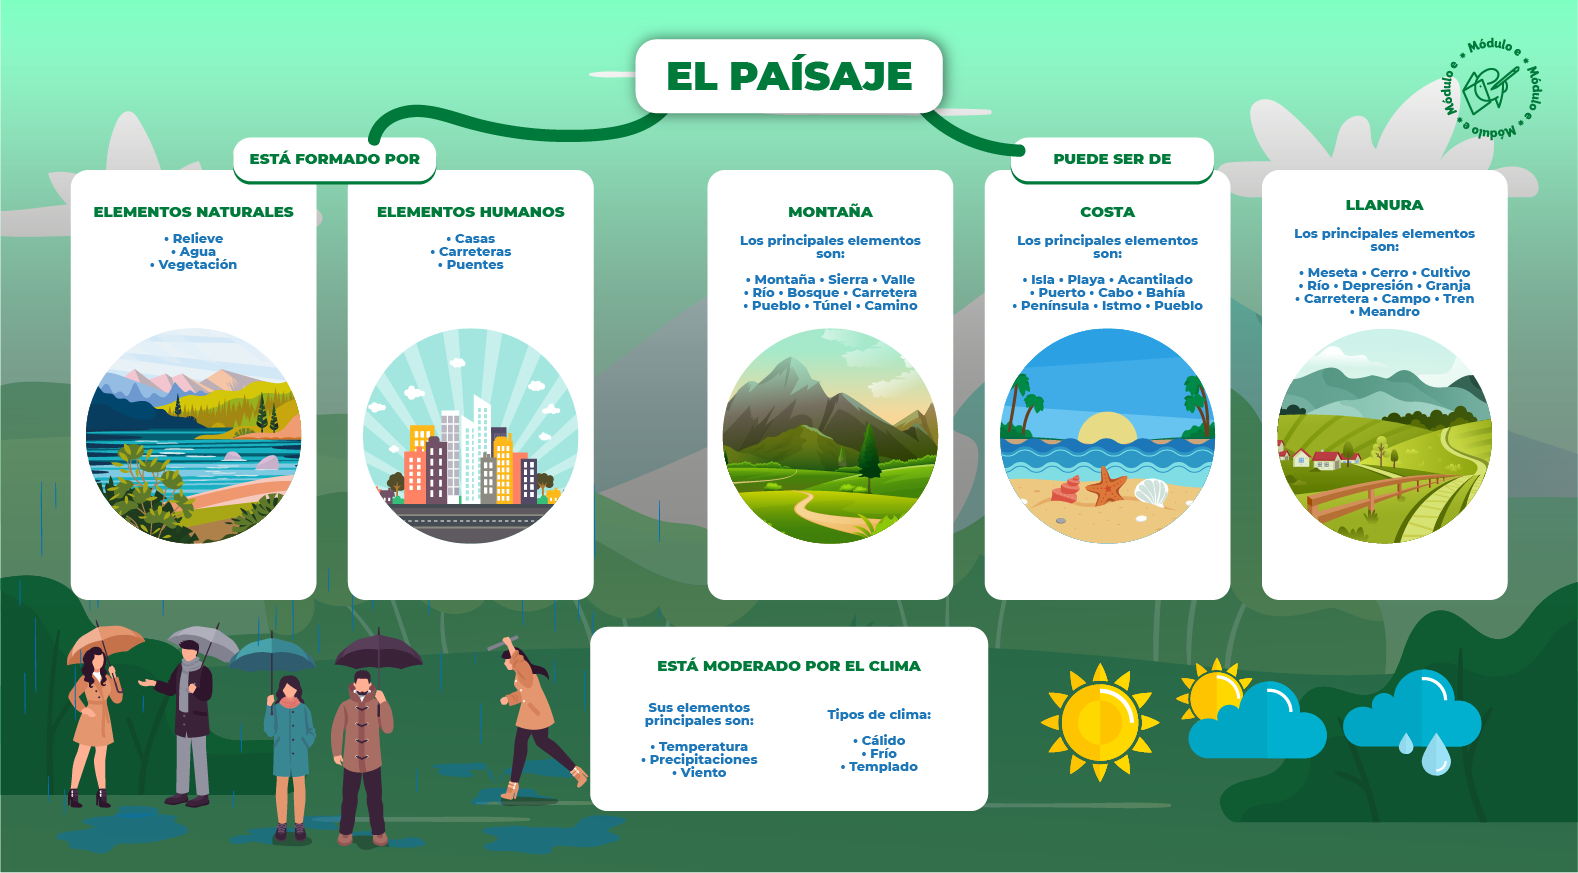 EL PAÍSAJE
Módulo e * Módulo e * Módulo e * Módulo e *
ESTÁ FORMADO POR
ELEMENTOS NATURALES
• Relieve
• Agua
• Vegetación
ELEMENTOS HUMANOS
• Casas
• Carreteras
• Puentes
PUEDE SER DE
MONTAÑA
Los principales elementos
son:
• Montaña • Sierra • Valle
• Río • Bosque • Carretera
• Pueblo • Túnel • Camino
COSTA
Los principales elementos
son:
• Isla • Playa • Acantilado
• Puerto • Cabo • Bahía
• Península • Istmo • Pueblo
LLANURA
Los principales elementos
son:
• Meseta • Cerro • Cultivo
• Río • Depresión • Granja
• Carretera • Campo • Tren
• Meandro
ESTÁ MODERADO POR EL CLIMA
Sus elementos
principales son:
• Temperatura
• Precipitaciones
• Viento
Tipos de clima:
• Cálido
• Frío
• Templado